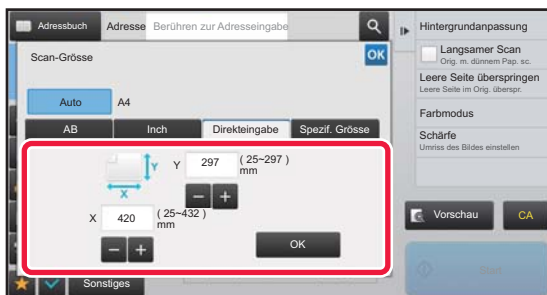 Adressbuch
Adresse
Berühren zur Adresseingabe
Scan-Grösse
OK
Auto
A4
AB
Inch
Direkteingabe
Spezif. Grösse
Y
Y
297
(25~297 )
mm
X
X
420
( 25~432 )
mm
OK
Sonstiges
Hintergrundanpassung
Langsamer Scan
Orig. m. dünnem Pap. sc.
Leere Seite überspringen
Leere Seite im Orig. überspr.
Farbmodus
Schärfe
Umriss des Bildes einstellen
Vorschau
CA
Start